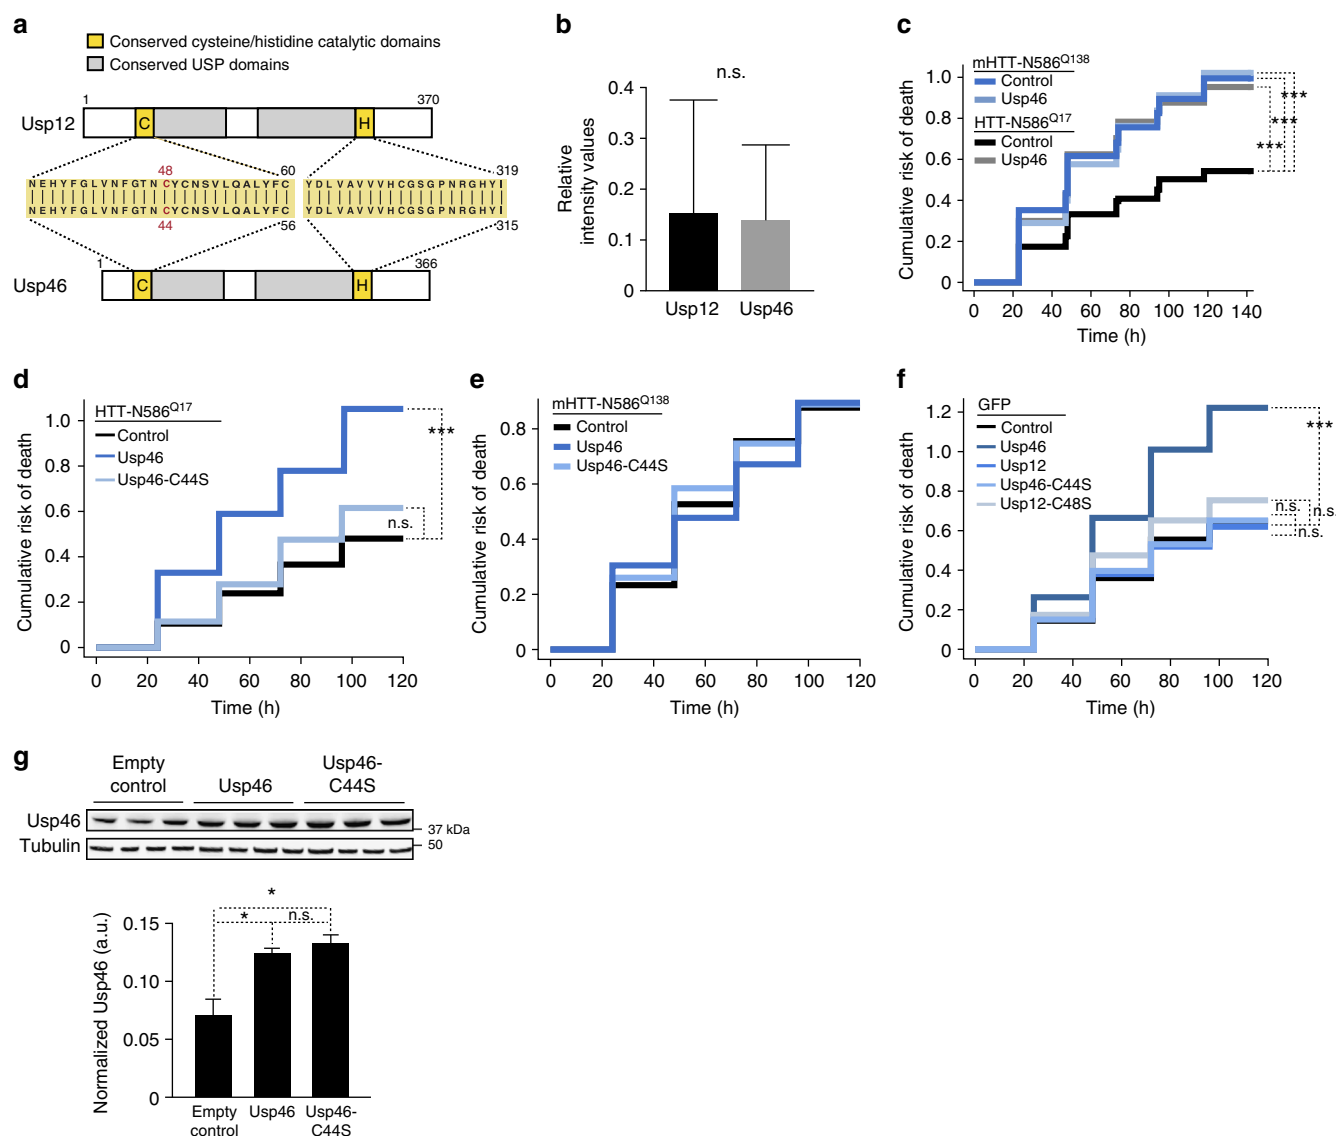 a
Conserved cysteine/histidine catalytic domains
Conserved USP domains
1
370
Usp12
C
H
48
60
319
NEHYFGLVNFGTNCYCNSVLQALYFC
YDLVAVVVHCGSGPNRGHYI
NEHYFGLVNFGTNCYCNSVLQALYFC
YDLVAVVVHCGSGPNRGHYI
44
56
315
1
366
Usp46
C
H
b
n.s.
Relative
intensity values
0.4
0.3
0.2
0.1
0
Usp12
Usp46
c
mHTT-N586Q138
Control
Usp46
HTT-N586Q17
Control
Usp46
***
***
***
Cumulative risk of death
1.0
0.8
0.6
0.4
0.2
0
0 20 40 60 80 100 120 140
Time (h)
d
HTT-N586Q17
Control
Usp46
Usp46-C44S
***
n.s.
Cumulative risk of death
1.0
0.8
0.6
0.4
0.2
0
0 20 40 60 80 100 120
Time (h)
e
mHTT-N586Q138
Control
Usp46
Usp46-C44S
Cumulative risk of death
0.8
0.6
0.4
0.2
0
0 20 40 60 80 100 120
Time (h)
f
GFP
Control
Usp46
Usp12
Usp46-C44S
Usp12-C48S
***
n.s.
n.s.
n.s.
Cumulative risk of death
1.2
1.0
0.8
0.6
0.4
0.2
0
0 20 40 60 80 100 120
Time (h)
g
Empty
control
Usp46
Usp46-
C44S
Usp46
37 kDa
Tubulin
50
*
*
n.s.
Normalized Usp46 (a.u.)
0.15
0.10
0.05
0
Empty
control
Usp46
Usp46-
C44S